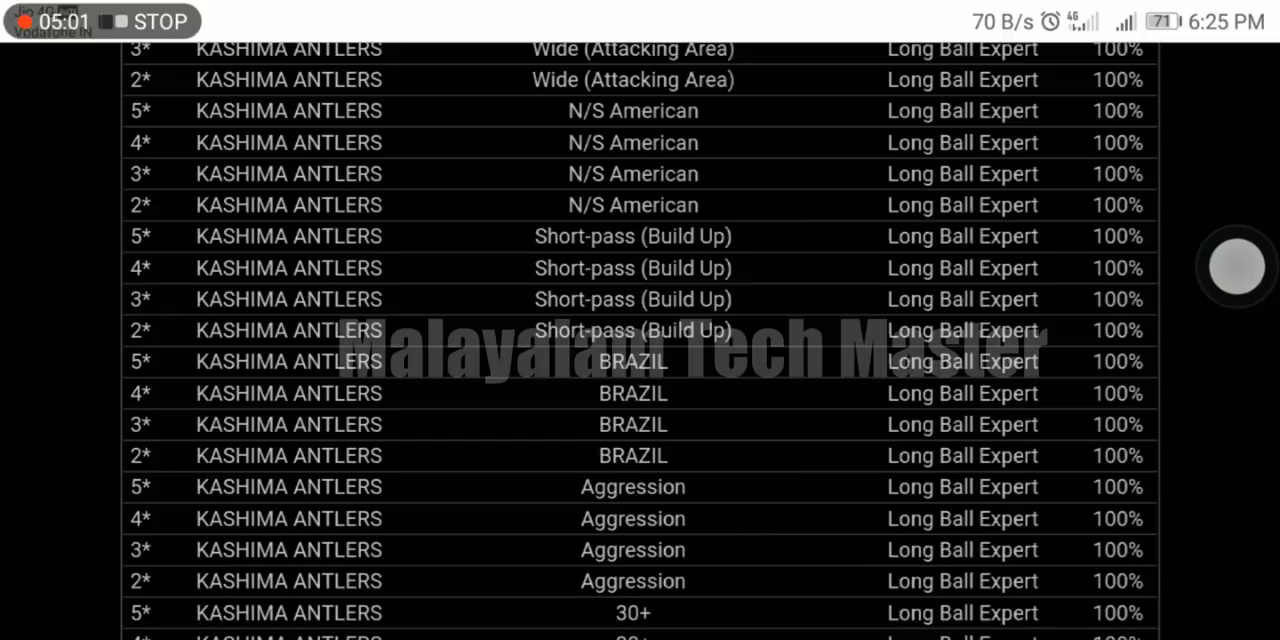 Jio 4G
Vodafone IN
05:01 STOP 70 B/s 4G 71 6:25 PM
3* KASHIMA ANTLERS Wide (Attacking Area) Long Ball Expert 100%
2* KASHIMA ANTLERS Wide (Attacking Area) Long Ball Expert 100%
5* KASHIMA ANTLERS N/S American Long Ball Expert 100%
4* KASHIMA ANTLERS N/S American Long Ball Expert 100%
3* KASHIMA ANTLERS N/S American Long Ball Expert 100%
2* KASHIMA ANTLERS N/S American Long Ball Expert 100%
5* KASHIMA ANTLERS Short-pass (Build Up) Long Ball Expert 100%
4* KASHIMA ANTLERS Short-pass (Build Up) Long Ball Expert 100%
3* KASHIMA ANTLERS Short-pass (Build Up) Long Ball Expert 100%
2* KASHIMA ANTLERS Short-pass (Build Up) Long Ball Expert 100%
Malayalam Tech Master
5* KASHIMA ANTLERS BRAZIL Long Ball Expert 100%
4* KASHIMA ANTLERS BRAZIL Long Ball Expert 100%
3* KASHIMA ANTLERS BRAZIL Long Ball Expert 100%
2* KASHIMA ANTLERS BRAZIL Long Ball Expert 100%
5* KASHIMA ANTLERS Aggression Long Ball Expert 100%
4* KASHIMA ANTLERS Aggression Long Ball Expert 100%
3* KASHIMA ANTLERS Aggression Long Ball Expert 100%
2* KASHIMA ANTLERS Aggression Long Ball Expert 100%
5* KASHIMA ANTLERS 30+ Long Ball Expert 100%